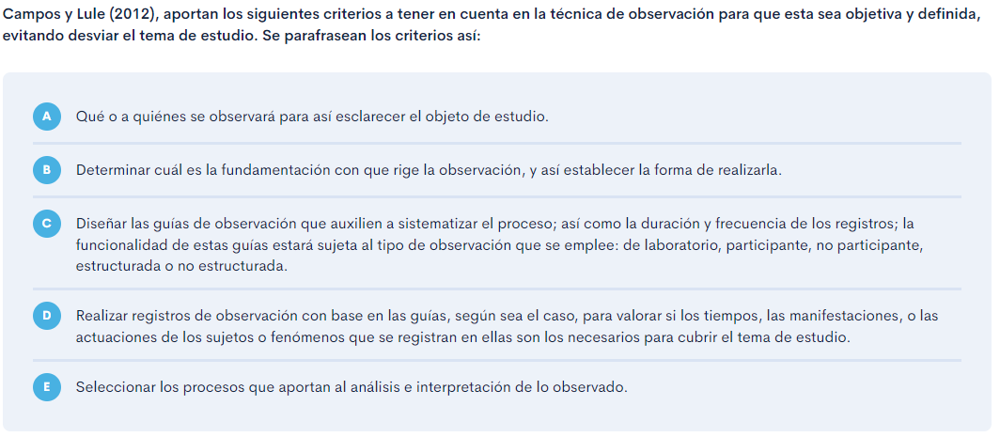 Campos y Lule (2012), aportan los siguientes criterios a tener en cuenta en la técnica de observación para que esta sea objetiva y definida,
evitando desviar el tema de estudio. Se parafrasean los criterios así:
A Qué o a quiénes se observará para así esclarecer el objeto de estudio.
B Determinar cuál es la fundamentación con que rige la observación, y así establecer la forma de realizarla.
C Diseñar las guías de observación que auxilien a sistematizar el proceso; así como la duración y frecuencia de los registros; la
funcionalidad de estas guías estará sujeta al tipo de observación que se emplee: de laboratorio, participante, no participante,
estructurada o no estructurada.
D Realizar registros de observación con base en las guías, según sea el caso, para valorar si los tiempos, las manifestaciones, o las
actuaciones de los sujetos o fenómenos que se registran en ellas son los necesarios para cubrir el tema de estudio.
E Seleccionar los procesos que aportan al análisis e interpretación de lo observado.